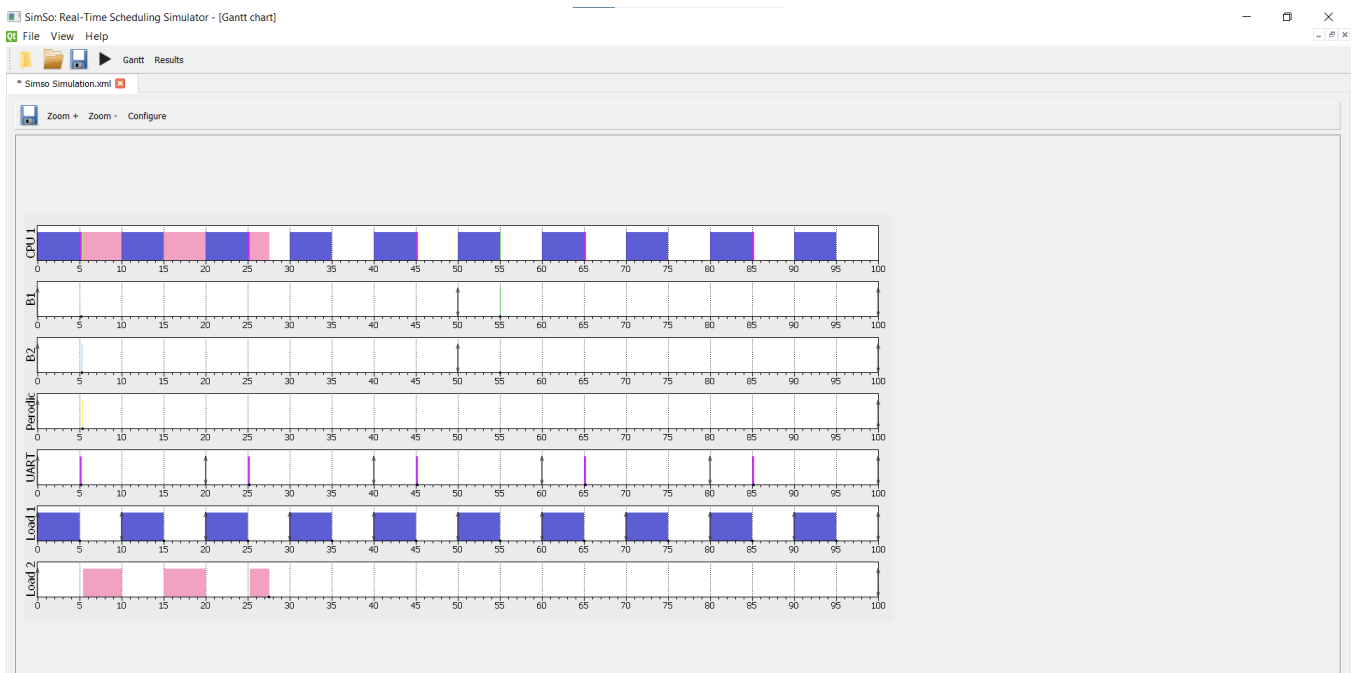 SimSo: Real-Time Scheduling Simulator - [Gantt chart]
Qt File View Help
Gantt Results
* Simso Simulation.xml
Zoom + Zoom - Configure
CPU 1
0 5 10 15 20 25 30 35 40 45 50 55 60 65 70 75 80 85 90 95 100
B1
0 5 10 15 20 25 30 35 40 45 50 55 60 65 70 75 80 85 90 95 100
B2
0 5 10 15 20 25 30 35 40 45 50 55 60 65 70 75 80 85 90 95 100
Perodic
0 5 10 15 20 25 30 35 40 45 50 55 60 65 70 75 80 85 90 95 100
UART
0 5 10 15 20 25 30 35 40 45 50 55 60 65 70 75 80 85 90 95 100
Load 1
0 5 10 15 20 25 30 35 40 45 50 55 60 65 70 75 80 85 90 95 100
Load 2
0 5 10 15 20 25 30 35 40 45 50 55 60 65 70 75 80 85 90 95 100